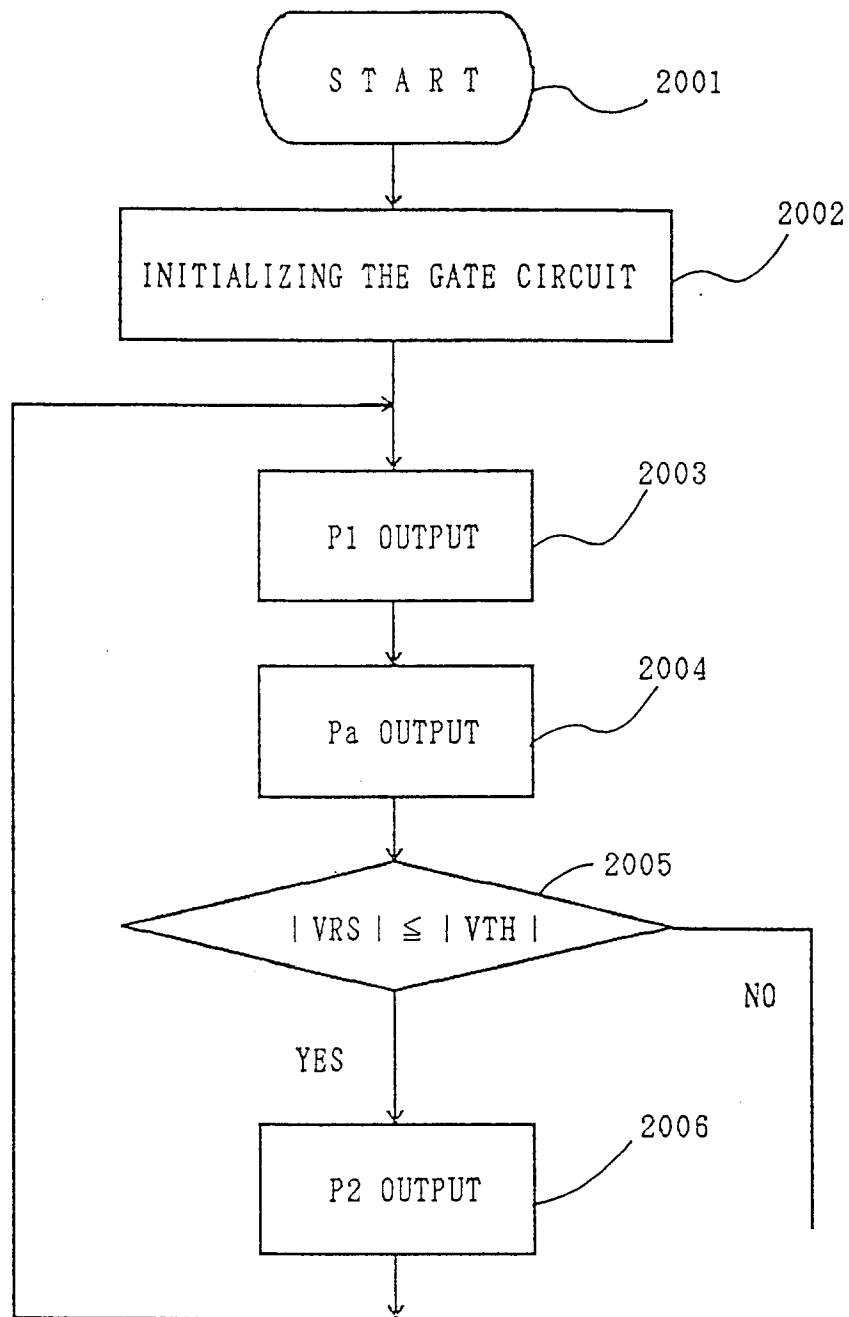 START
2001
INITIALIZING THE GATE CIRCUIT
2002
P1 OUTPUT
2003
Pa OUTPUT
2004
|VRS| ≦ |VTH|
2005
NO
YES
P2 OUTPUT
2006